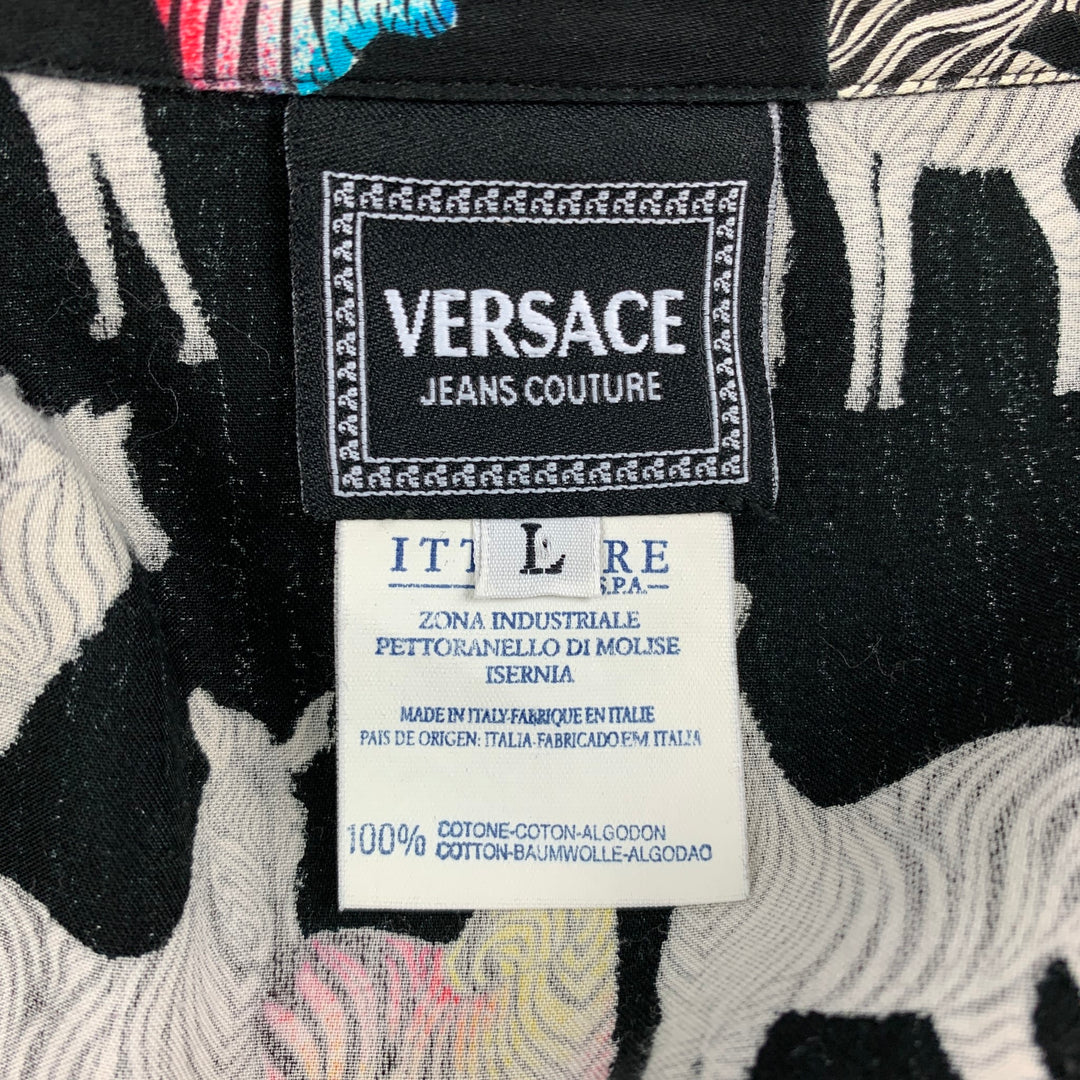 VERSACE
JEANS COUTURE
L
S.P.A.
ZONA INDUSTRIALE
PETTORANELLO DI MOLISE
ISERNIA
MADE IN ITALY-FABRIQUE EN ITALIE
PAIS DE ORIGEN: ITALIA-FABRICADO EM ITALIA
100% COTONE-COTON-ALGODON
COTTON-BAUMWOLLE-ALGODAO